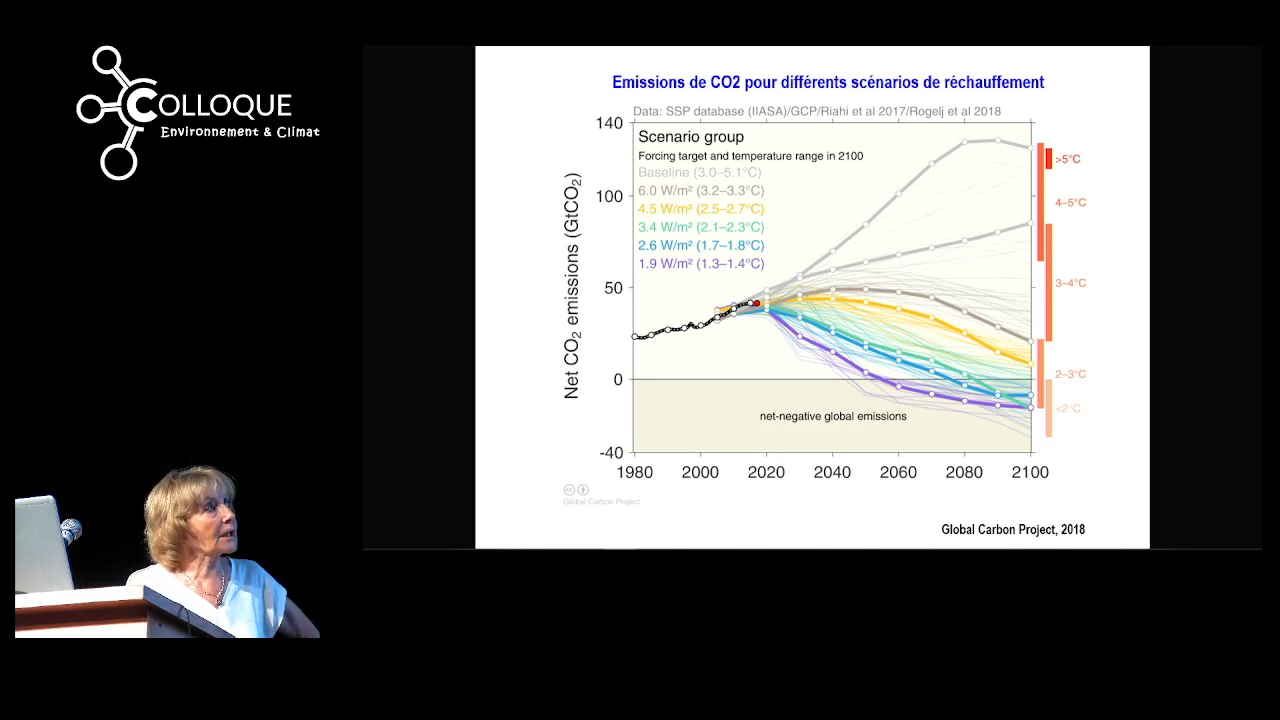 COLLOQUE
Environnement & Climat
Emissions de CO2 pour différents scénarios de réchauffement
Data: SSP database (IIASA)/GCP/Riahi et al 2017/Rogelj et al 2018
Net CO₂ emissions (GtCO₂)
140
100
50
0
-40
Scenario group
Forcing target and temperature range in 2100
Baseline (3.0–5.1°C)
6.0 W/m² (3.2–3.3°C)
4.5 W/m² (2.5–2.7°C)
3.4 W/m² (2.1–2.3°C)
2.6 W/m² (1.7–1.8°C)
1.9 W/m² (1.3–1.4°C)
>5°C
4–5°C
3–4°C
2–3°C
<2°C
net-negative global emissions
1980 2000 2020 2040 2060 2080 2100
cc
Global Carbon Project
Global Carbon Project, 2018